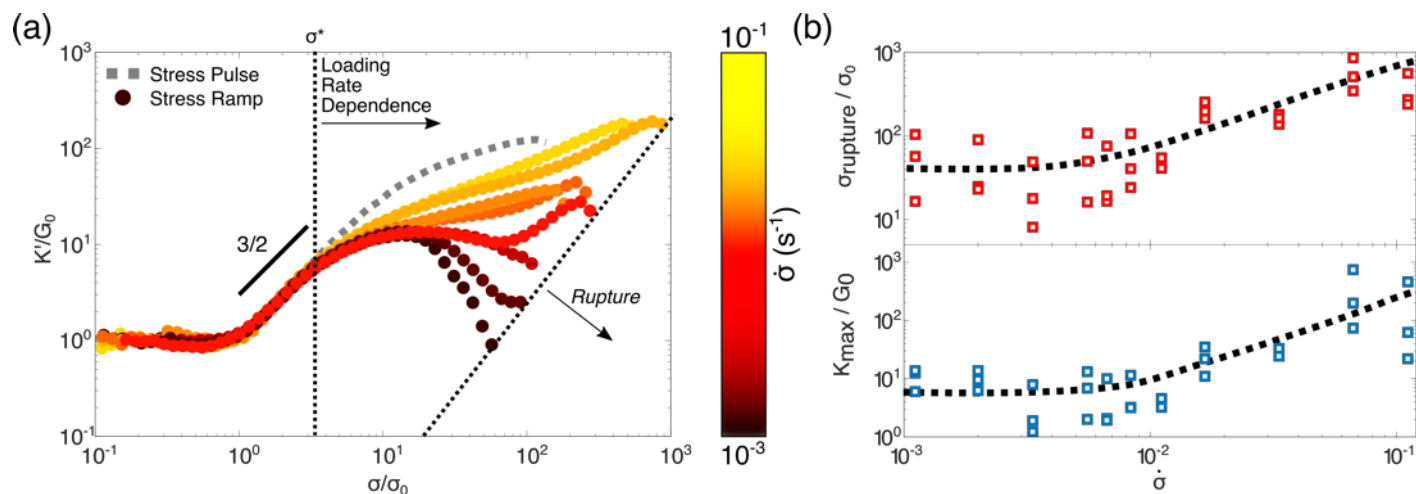 (a)
σ*
10³
10²
10¹
10⁰
10⁻¹
K'/G₀
Stress Pulse
Stress Ramp
Loading
Rate
Dependence
3/2
Rupture
10⁻¹ 10⁰ 10¹ 10² 10³
σ/σ₀
10⁻¹
σ̇ (s⁻¹)
10⁻³
(b)
10³
10²
10¹
σrupture / σ₀
10³
10²
10¹
10⁰
Kmax / G₀
10⁻³ 10⁻² 10⁻¹
σ̇